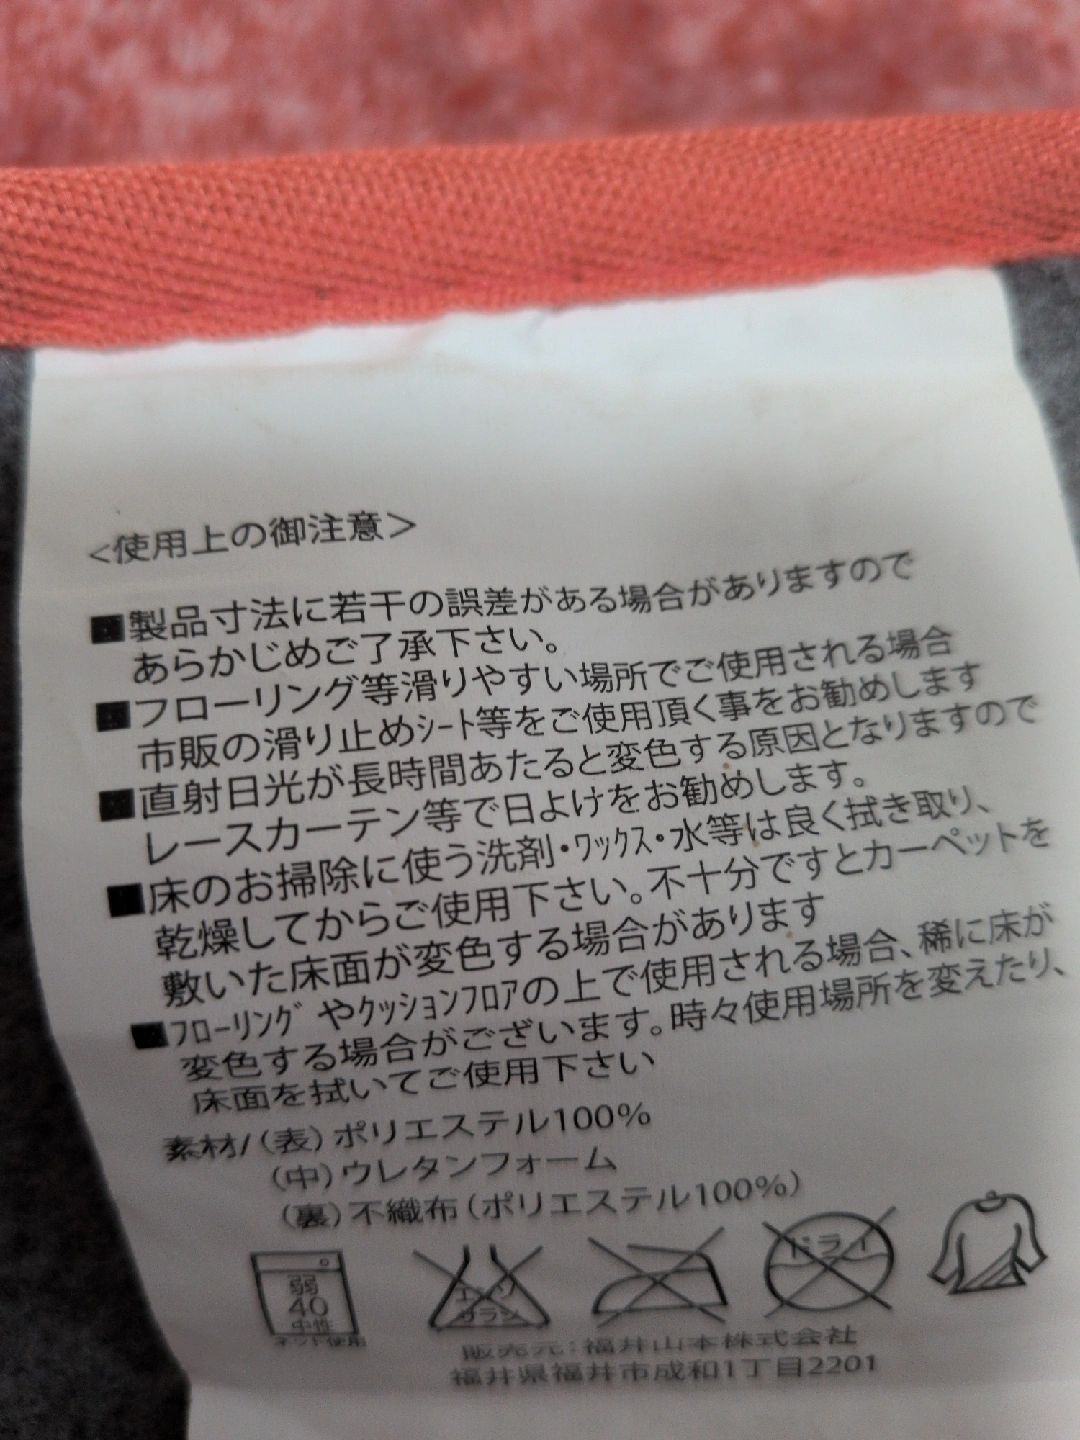 <使用上の御注意>
■製品寸法に若干の誤差がある場合がありますので
あらかじめご了承下さい。
■フローリング等滑りやすい場所でご使用される場合
市販の滑り止めｼｰﾄ等をご使用頂く事をお勧めします
■直射日光が長時間あたると変色する原因となりますので
レースカーテン等で日よけをお勧めします。
■床のお掃除に使う洗剤・ﾜｯｸｽ・水等は良く拭き取り、
乾燥してからご使用下さい。不十分ですとカーペットを
敷いた床面が変色する場合があります
■ﾌﾛｰﾘﾝｸﾞやｸｯｼｮﾝﾌﾛｱの上で使用される場合、稀に床が
変色する場合がございます。時々使用場所を変えたり、
床面を拭いてご使用下さい
素材/（表）ポリエステル100%
（中）ウレタンフォーム
（裏）不織布（ポリエステル100%）
弱
40
中性
ネット使用
エンソ
サラシ
ドライ
販売元：福井山本株式会社
福井県福井市成和1丁目2201